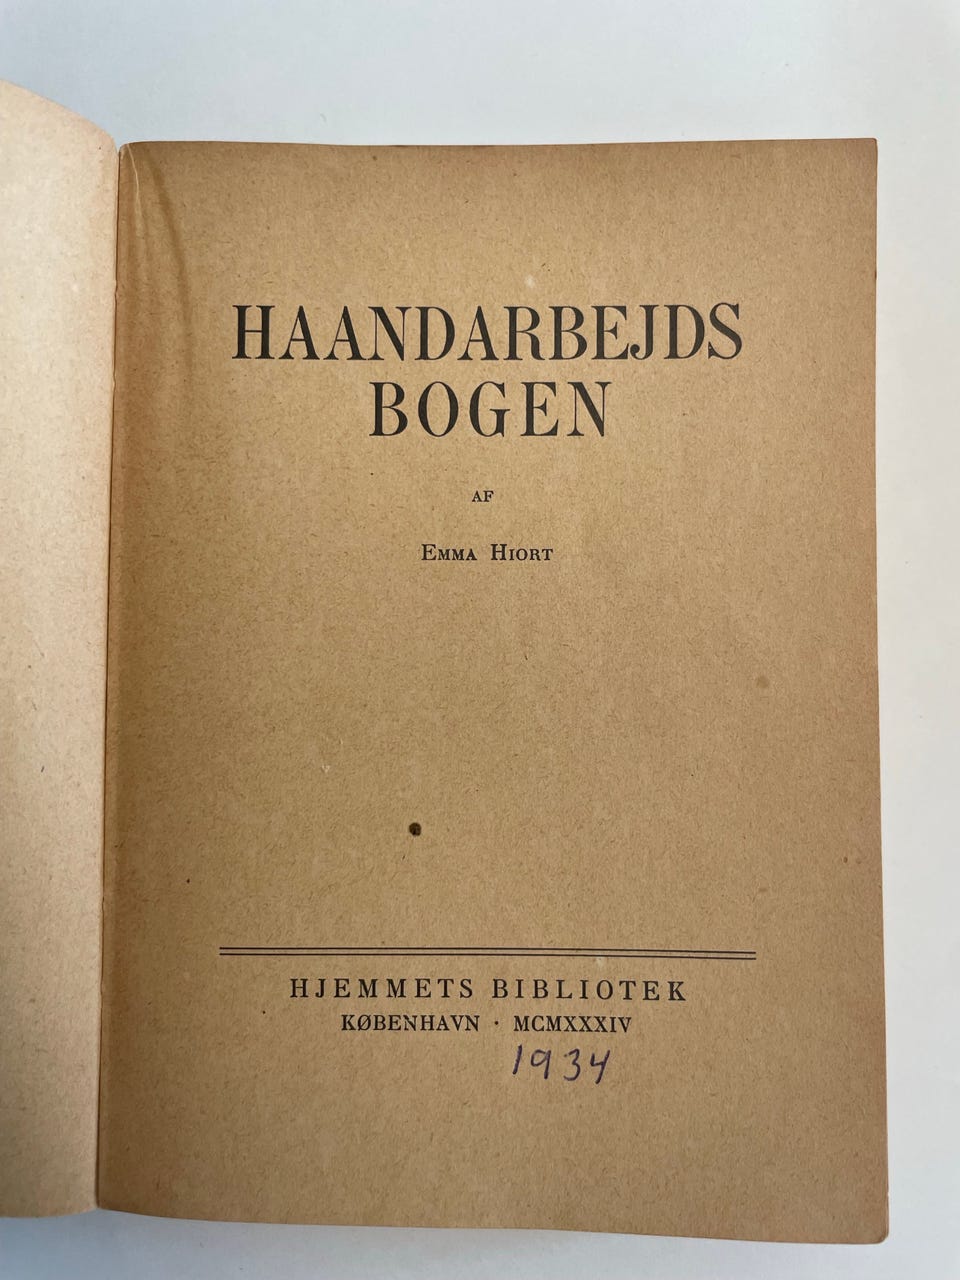 HAANDARBEJDS
BOGEN
AF
EMMA HIORT
HJEMMETS BIBLIOTEK
KØBENHAVN · MCMXXXIV
1934